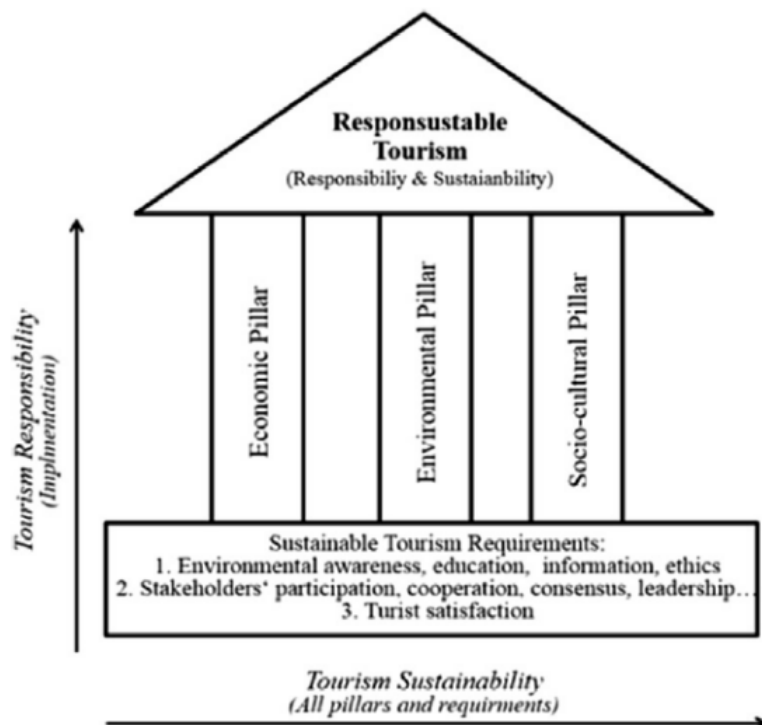 Responsustable
Tourism
(Responsibiliy & Sustaianbility)
Economic Pillar
Environmental Pillar
Socio-cultural Pillar
Tourism Responsibility
(Implmentation)
Sustainable Tourism Requirements:
1. Environmental awareness, education, information, ethics
2. Stakeholders‘ participation, cooperation, consensus, leadership…
3. Turist satisfaction
Tourism Sustainability
(All pillars and requirments)